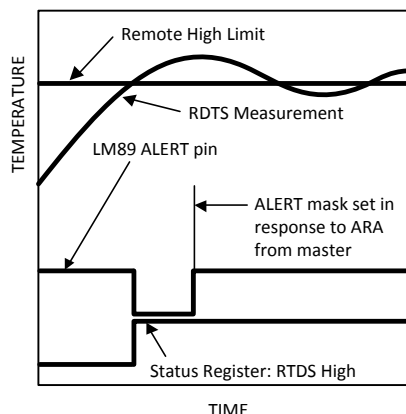 Remote High Limit
RDTS Measurement
LM89 ALERT pin
TEMPERATURE
ALERT mask set in
response to ARA
from master
Status Register: RTDS High
TIME